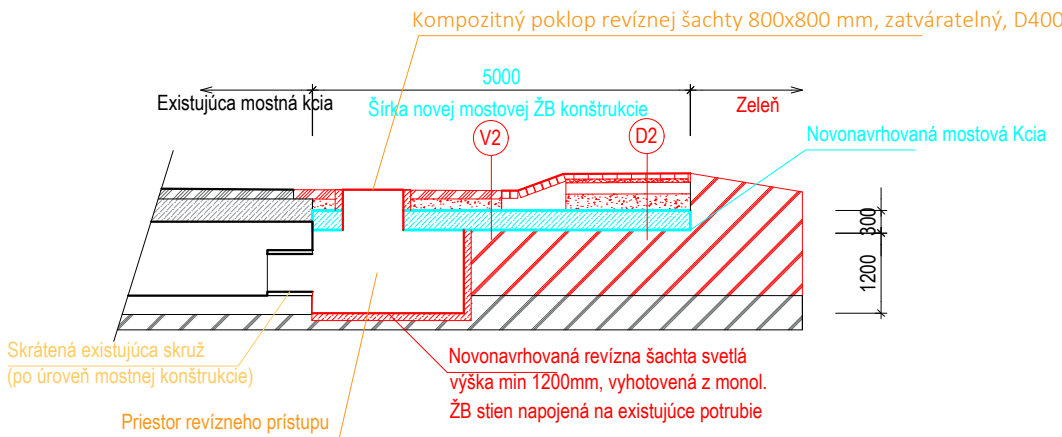 Kompozitný poklop revíznej šachty 800x800 mm, zatvárateľný, D400
5000
Existujúca mostná kcia
Šírka novej mostovej ŽB konštrukcie
Zeleň
V2
D2
Novonavrhovaná mostová Kcia
300
1200
Skrátená existujúca skruž
(po úroveň mostnej konštrukcie)
Novonavrhovaná revízna šachta svetlá
výška min 1200mm, vyhotovená z monol.
ŽB stien napojená na existujúce potrubie
Priestor revízneho prístupu